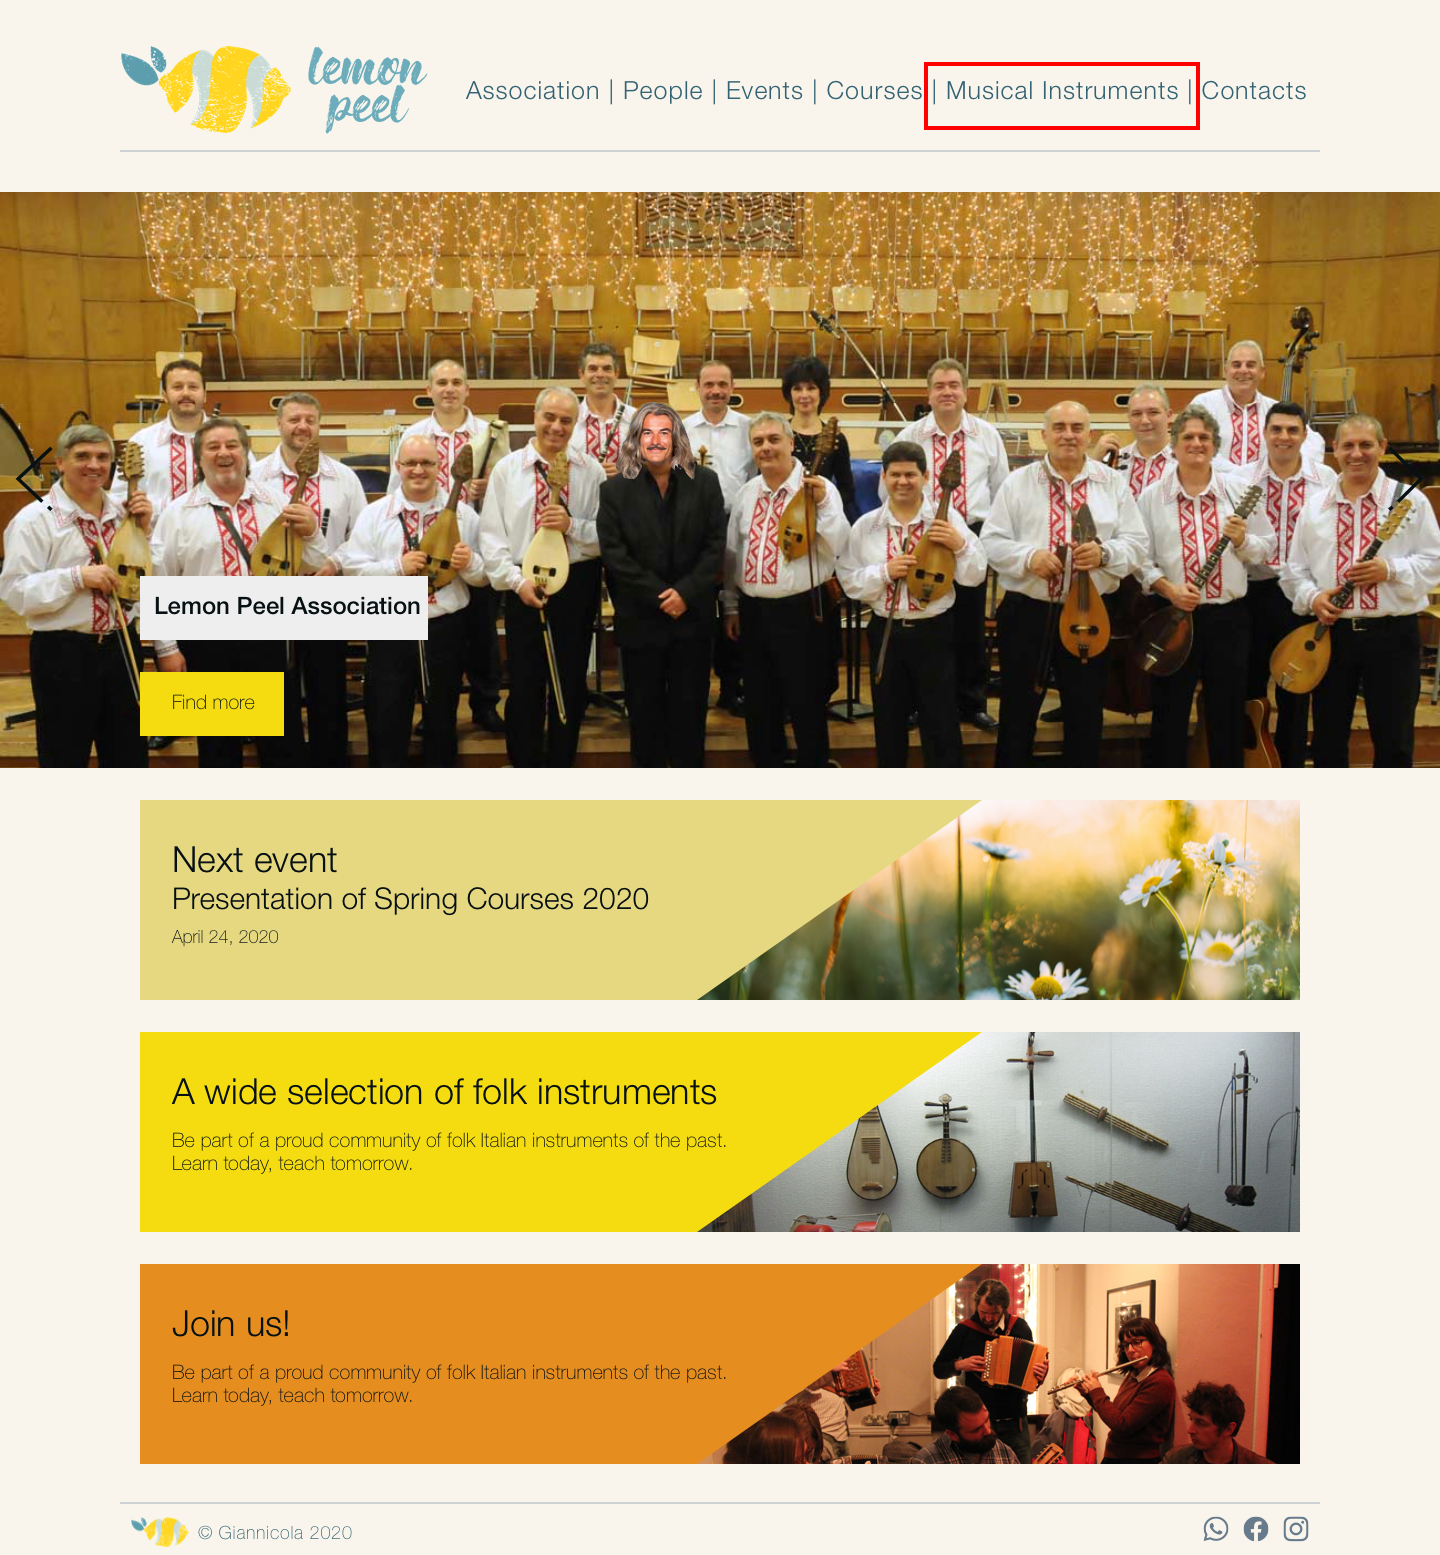 lemon
peel
Association | People | Events | Courses | Musical Instruments | Contacts
Lemon Peel Association
Find more
Next event
Presentation of Spring Courses 2020
April 24, 2020
A wide selection of folk instruments
Be part of a proud community of folk Italian instruments of the past.
Learn today, teach tomorrow.
Join us!
Be part of a proud community of folk Italian instruments of the past.
Learn today, teach tomorrow.
© Giannicola 2020